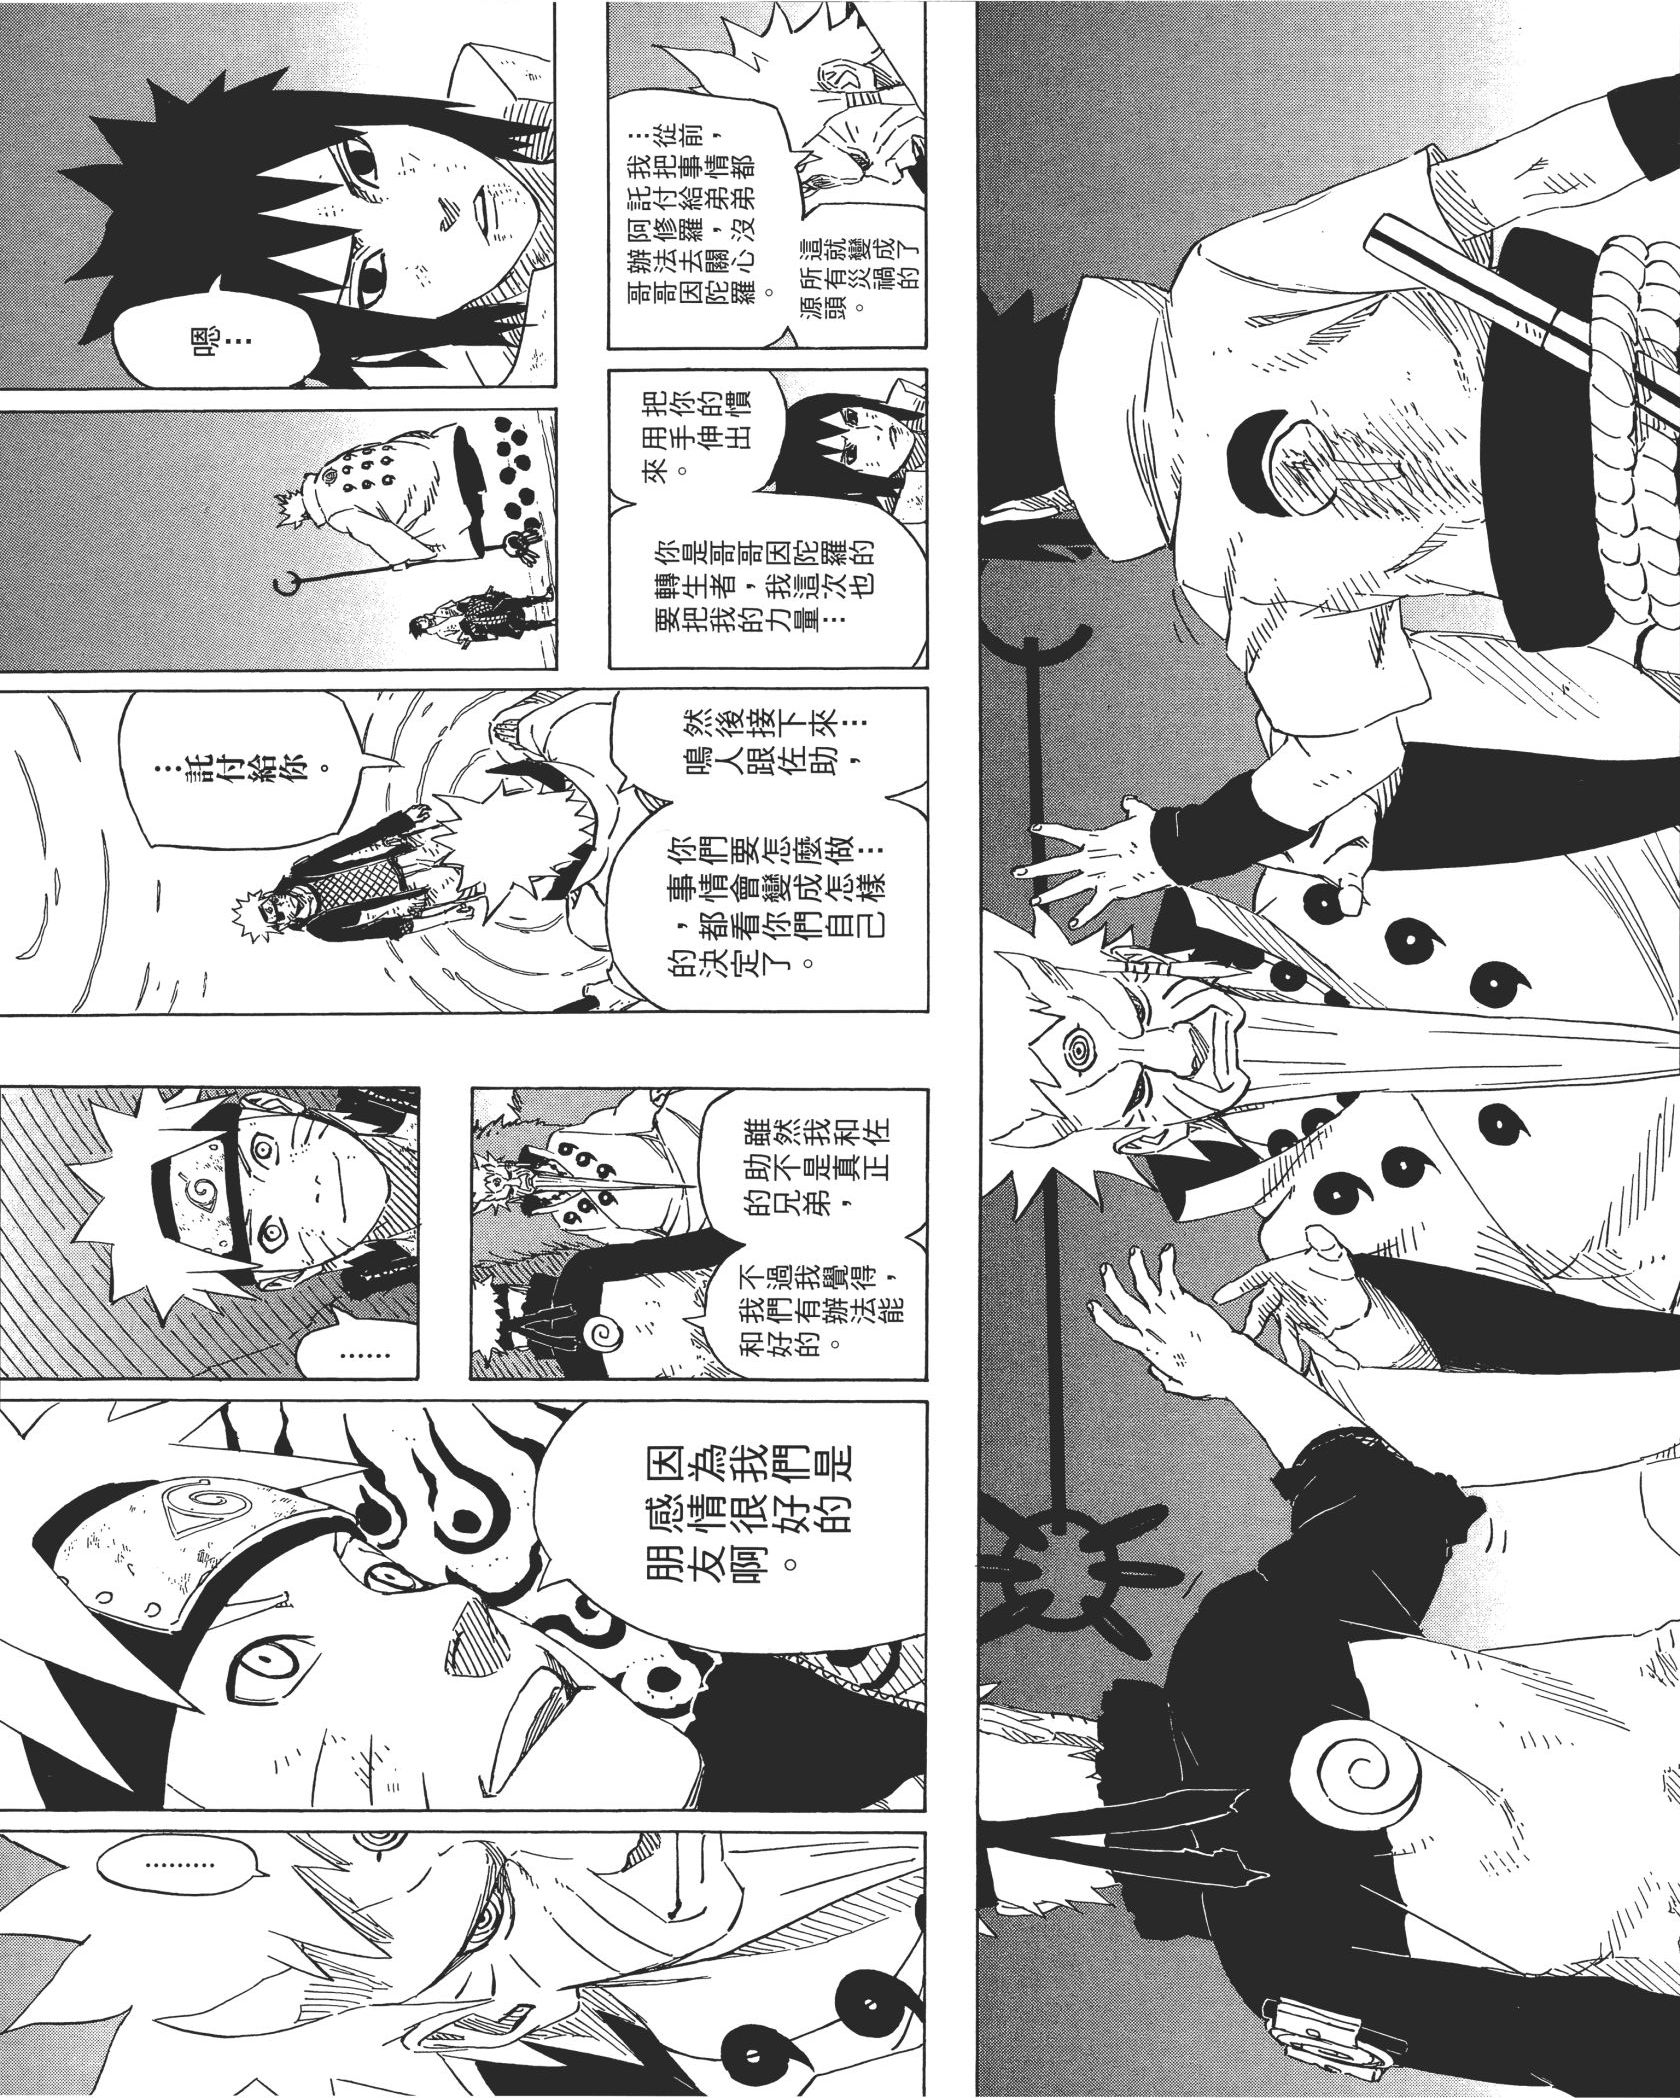 嗯…
…從前，
我把事情都
託付給弟弟
阿修羅，沒
辦法去關心
哥哥因陀羅。
這就變成了
所有災禍的
源頭。
把你的慣
用手伸出
來。
你是哥哥因陀羅的
轉生者，我這次也
要把我的力量…
…託付給你。
然後接下來…
鳴人跟佐助，
你們要怎麼做…
事情會變成怎樣
，都看你們自己
的決定了。
……
雖然我和佐
助不是真正
的兄弟，
不過我覺得，
我們有辦法能
和好的。
因為我們是
感情很好的
朋友啊。
………